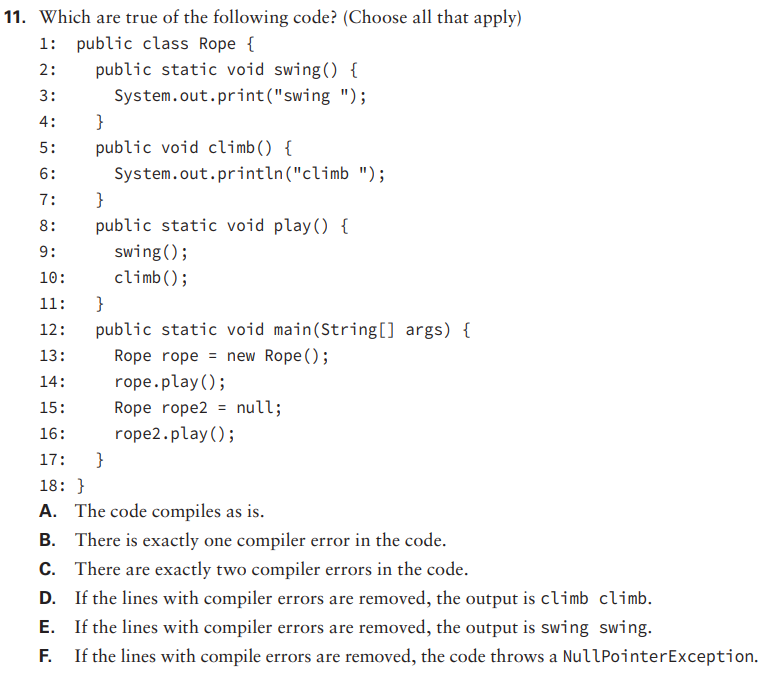 11. Which are true of the following code? (Choose all that apply)
1: public class Rope {
2: public static void swing() {
3: System.out.print("swing ");
4: }
5: public void climb() {
6: System.out.println("climb ");
7: }
8: public static void play() {
9: swing();
10: climb();
11: }
12: public static void main(String[] args) {
13: Rope rope = new Rope();
14: rope.play();
15: Rope rope2 = null;
16: rope2.play();
17: }
18: }
A. The code compiles as is.
B. There is exactly one compiler error in the code.
C. There are exactly two compiler errors in the code.
D. If the lines with compiler errors are removed, the output is climb climb.
E. If the lines with compiler errors are removed, the output is swing swing.
F. If the lines with compile errors are removed, the code throws a NullPointerException.